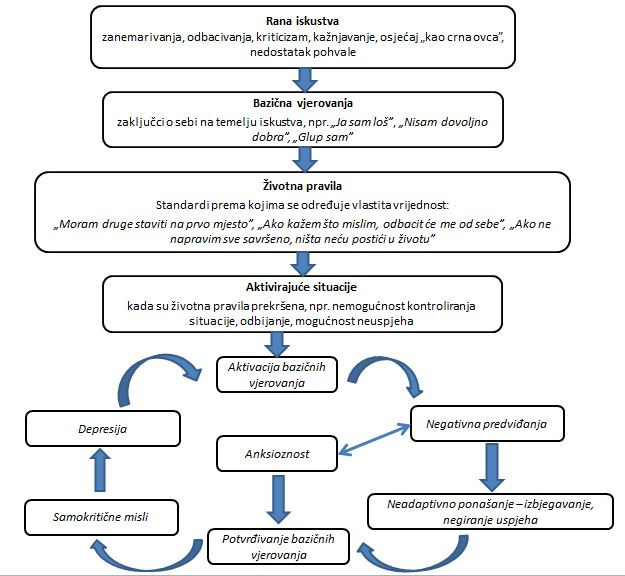 Rana iskustva
zanemarivanja, odbacivanja, kriticizam, kažnjavanje, osjećaj „kao crna ovca”,
nedostatak pohvale
Bazična vjerovanja
zaključci o sebi na temelju iskustva, npr. „Ja sam loš”, „Nisam dovoljno
dobra”, „Glup sam”
Životna pravila
Standardi prema kojima se određuje vlastita vrijednost:
„Moram druge staviti na prvo mjesto”, „Ako kažem što mislim, odbacit će me od sebe”, „Ako ne
napravim sve savršeno, ništa neću postići u životu”
Aktivirajuće situacije
kada su životna pravila prekršena, npr. nemogućnost kontroliranja
situacije, odbijanje, mogućnost neuspjeha
Aktivacija bazičnih
vjerovanja
Negativna predviđanja
Depresija
Anksioznost
Neadaptivno ponašanje – izbjegavanje,
negiranje uspjeha
Samokritične misli
Potvrđivanje bazičnih
vjerovanja